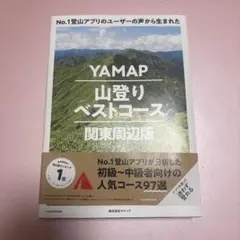 No.1登山アプリのユーザーの声から生まれた
YAMAP
山登り
ベストコース
関東周辺版
1
No.1登山アプリが分析した
初級〜中級者向けの
人気コース97選